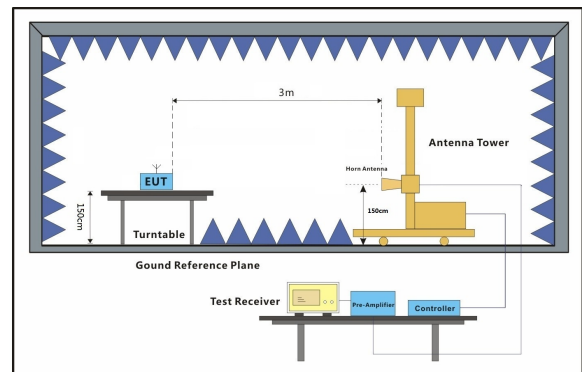 3m
Antenna Tower
Horn Antenna
EUT
150cm
150cm
Turntable
Gound Reference Plane
Test Receiver
Pre-Amplifier
Controller